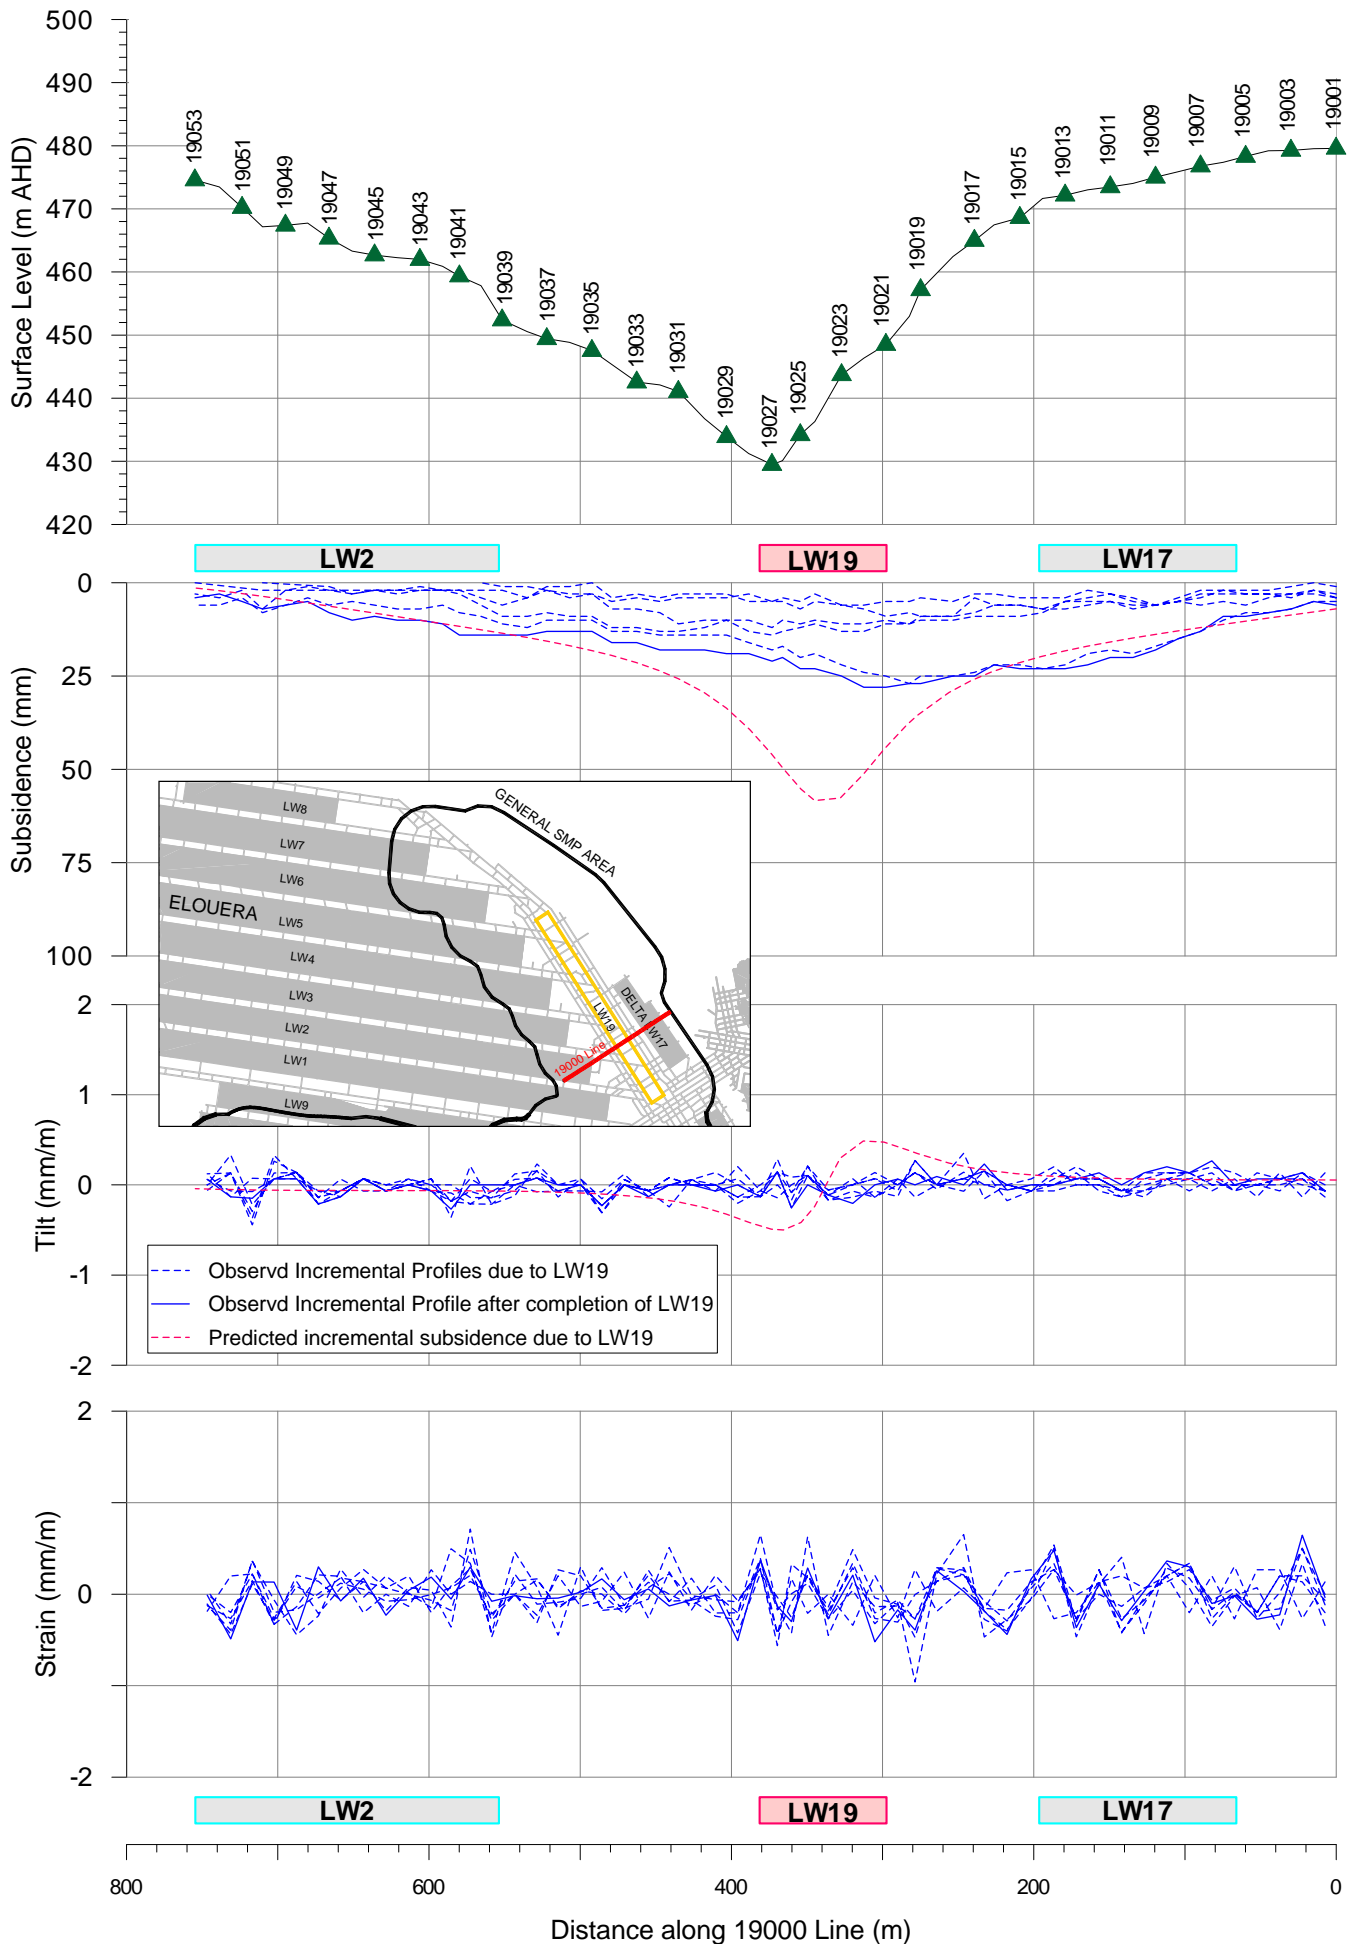 500
490
480
470
460
450
440
430
420
Surface Level (m AHD)
19053
19051
19049
19047
19045
19043
19041
19039
19037
19035
19033
19031
19029
19027
19025
19023
19021
19019
19017
19015
19013
19011
19009
19007
19005
19003
19001
LW2
LW19
LW17
0
25
50
75
100
Subsidence (mm)
GENERAL SMP AREA
LW8
LW7
LW6
ELOUERA
LW5
LW4
LW3
LW2
LW1
LW9
LW19
DELTA LW17
19000 Line
2
1
0
-1
-2
Tilt (mm/m)
Observd Incremental Profiles due to LW19
Observd Incremental Profile after completion of LW19
Predicted incremental subsidence due to LW19
2
0
-2
Strain (mm/m)
LW2
LW19
LW17
800
600
400
200
0
Distance along 19000 Line (m)